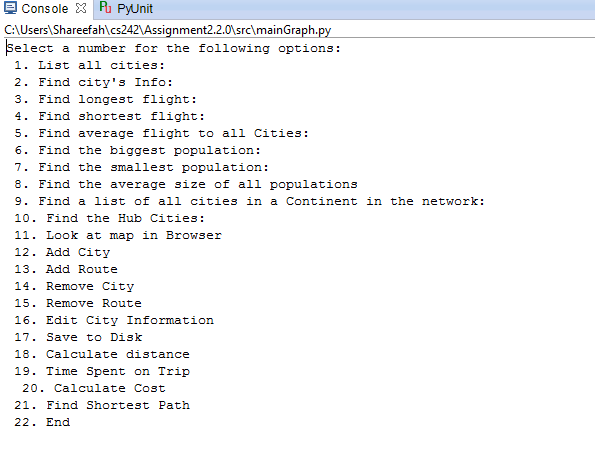 Console PyUnit
C:\Users\Shareefah\cs242\Assignment2.2.0\src\mainGraph.py
Select a number for the following options:
1. List all cities:
2. Find city's Info:
3. Find longest flight:
4. Find shortest flight:
5. Find average flight to all Cities:
6. Find the biggest population:
7. Find the smallest population:
8. Find the average size of all populations
9. Find a list of all cities in a Continent in the network:
10. Find the Hub Cities:
11. Look at map in Browser
12. Add City
13. Add Route
14. Remove City
15. Remove Route
16. Edit City Information
17. Save to Disk
18. Calculate distance
19. Time Spent on Trip
20. Calculate Cost
21. Find Shortest Path
22. End